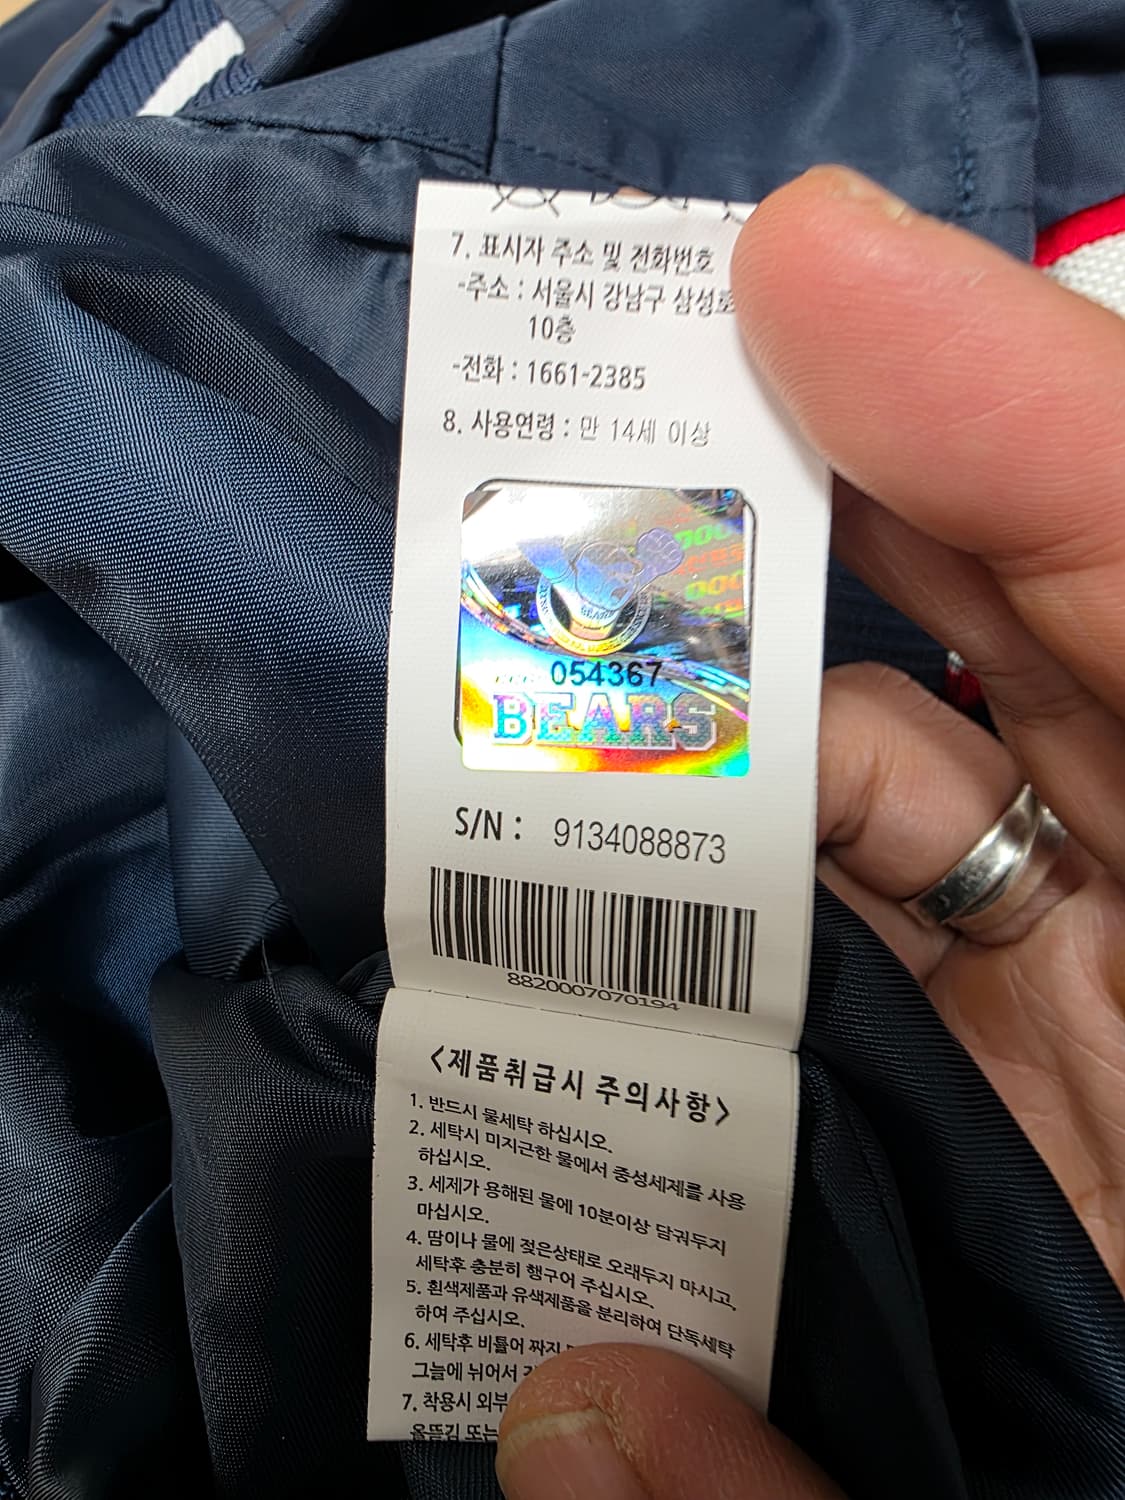 7. 표시자 주소 및 전화번호
-주소 : 서울시 강남구 삼성로
10층
-전화 : 1661-2385
8. 사용연령 : 만 14세 이상
BEARS
054367
BEARS
S/N : 9134088873
8820007070194
<제품취급시 주의사항>
1. 반드시 물세탁 하십시오.
2. 세탁시 미지근한 물에서 중성세제를 사용
하십시오.
3. 세제가 용해된 물에 10분이상 담궈두지
마십시오.
4. 땀이나 물에 젖은상태로 오래두지 마시고,
세탁후 충분히 헹구어 주십시오.
5. 흰색제품과 유색제품을 분리하여 단독세탁
하여 주십시오.
6. 세탁후 비틀어 짜지
그늘에 뉘어서
7. 착용시 외부
올뜯김 또는